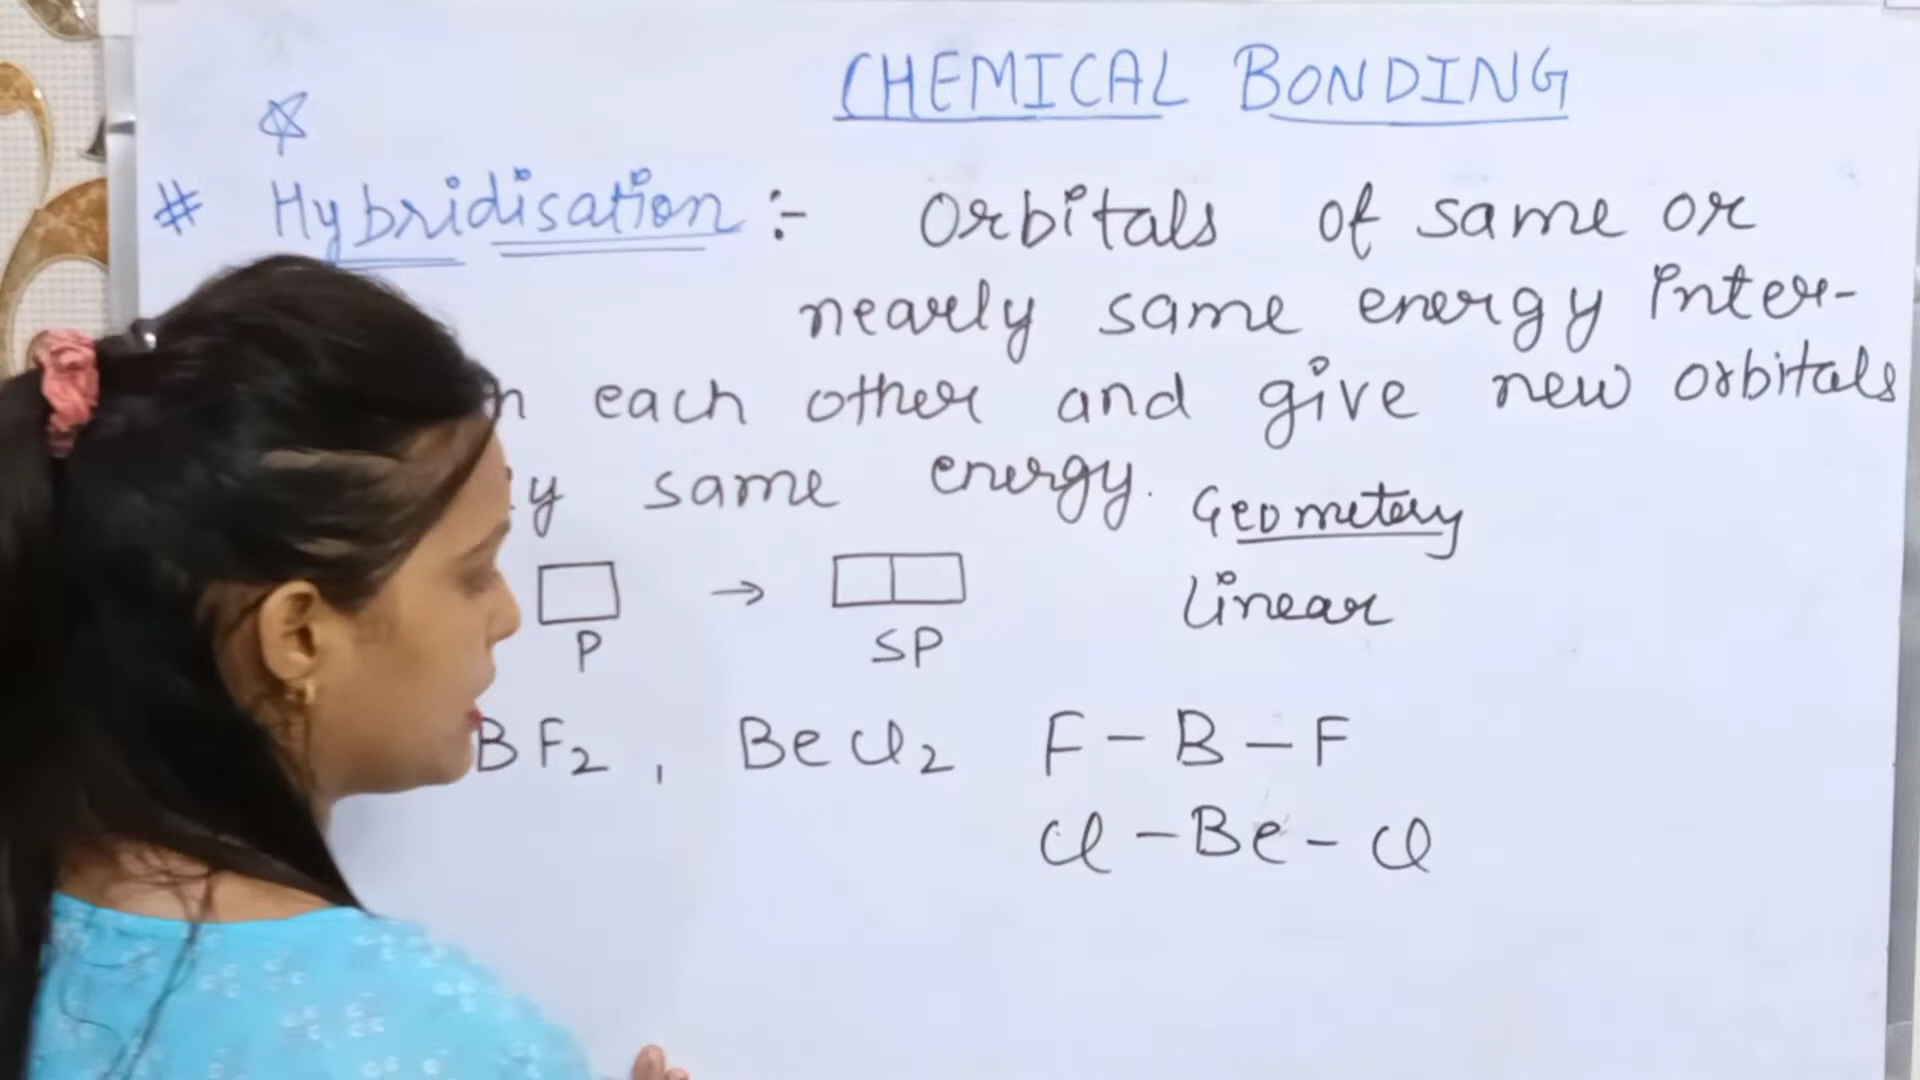 CHEMICAL BONDING
# Hybridisation :- Orbitals of same or
nearly same energy inter-
each other and give new orbitals
same energy.
Geometery
P → SP
Linear
BF2 , BeCl2
F - B - F
Cl - Be - Cl